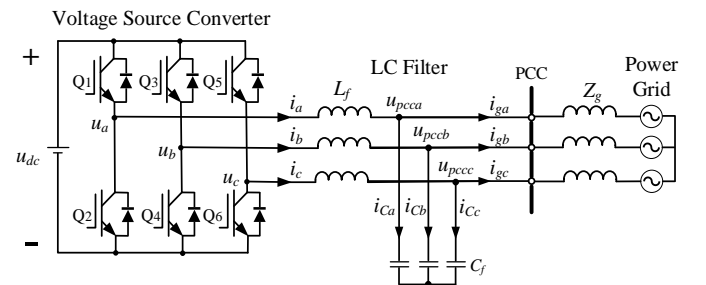 Voltage Source Converter
+
LC Filter
PCC
Power
Grid
Q1
Q3
Q5
L_f
Z_g
i_a
u_pcca
i_ga
u_a
i_b
u_pccb
i_gb
u_dc
u_b
i_c
u_pccc
i_gc
u_c
Q2
Q4
Q6
i_Ca
i_Cb
i_Cc
C_f
-